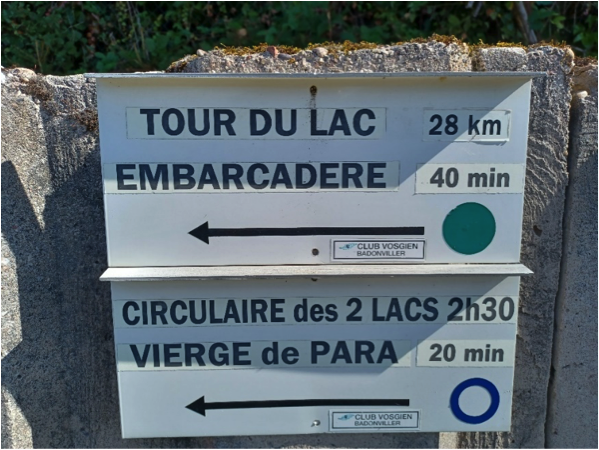 TOUR DU LAC 28 km
EMBARCADERE 40 min
CLUB VOSGIEN
BADONVILLER
CIRCULAIRE des 2 LACS 2h30
VIERGE de PARA 20 min
CLUB VOSGIEN
BADONVILLER